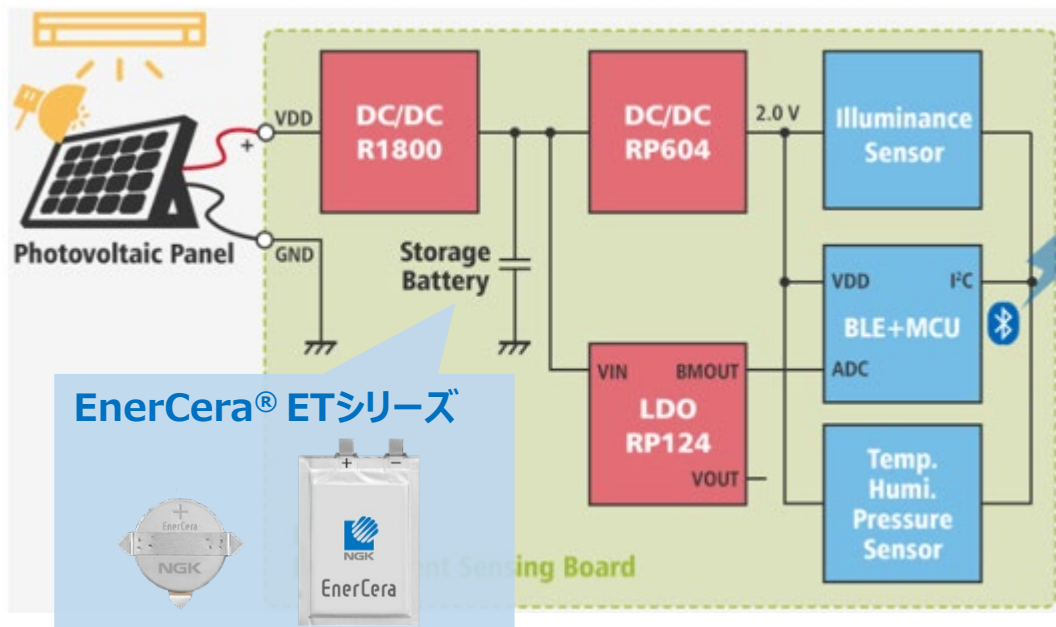 VDD
+
GND
Photovoltaic Panel
DC/DC
R1800
DC/DC
RP604
2.0 V
Illuminance
Sensor
Storage
Battery
VDD
I²C
BLE+MCU
ADC
VIN
BMOUT
LDO
RP124
VOUT
Temp.
Humi.
Pressure
Sensor
EnerCera® ETシリーズ
+
EnerCera
NGK
+ −
NGK
EnerCera
ent Sensing Board